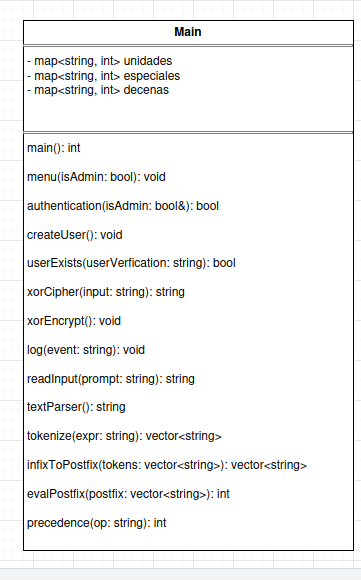 Main
- map<string, int> unidades
- map<string, int> especiales
- map<string, int> decenas
main(): int
menu(isAdmin: bool): void
authentication(isAdmin: bool&): bool
createUser(): void
userExists(userVerfication: string): bool
xorCipher(input: string): string
xorEncrypt(): void
log(event: string): void
readInput(prompt: string): string
textParser(): string
tokenize(expr: string): vector<string>
infixToPostfix(tokens: vector<string>): vector<string>
evalPostfix(postfix: vector<string>): int
precedence(op: string): int